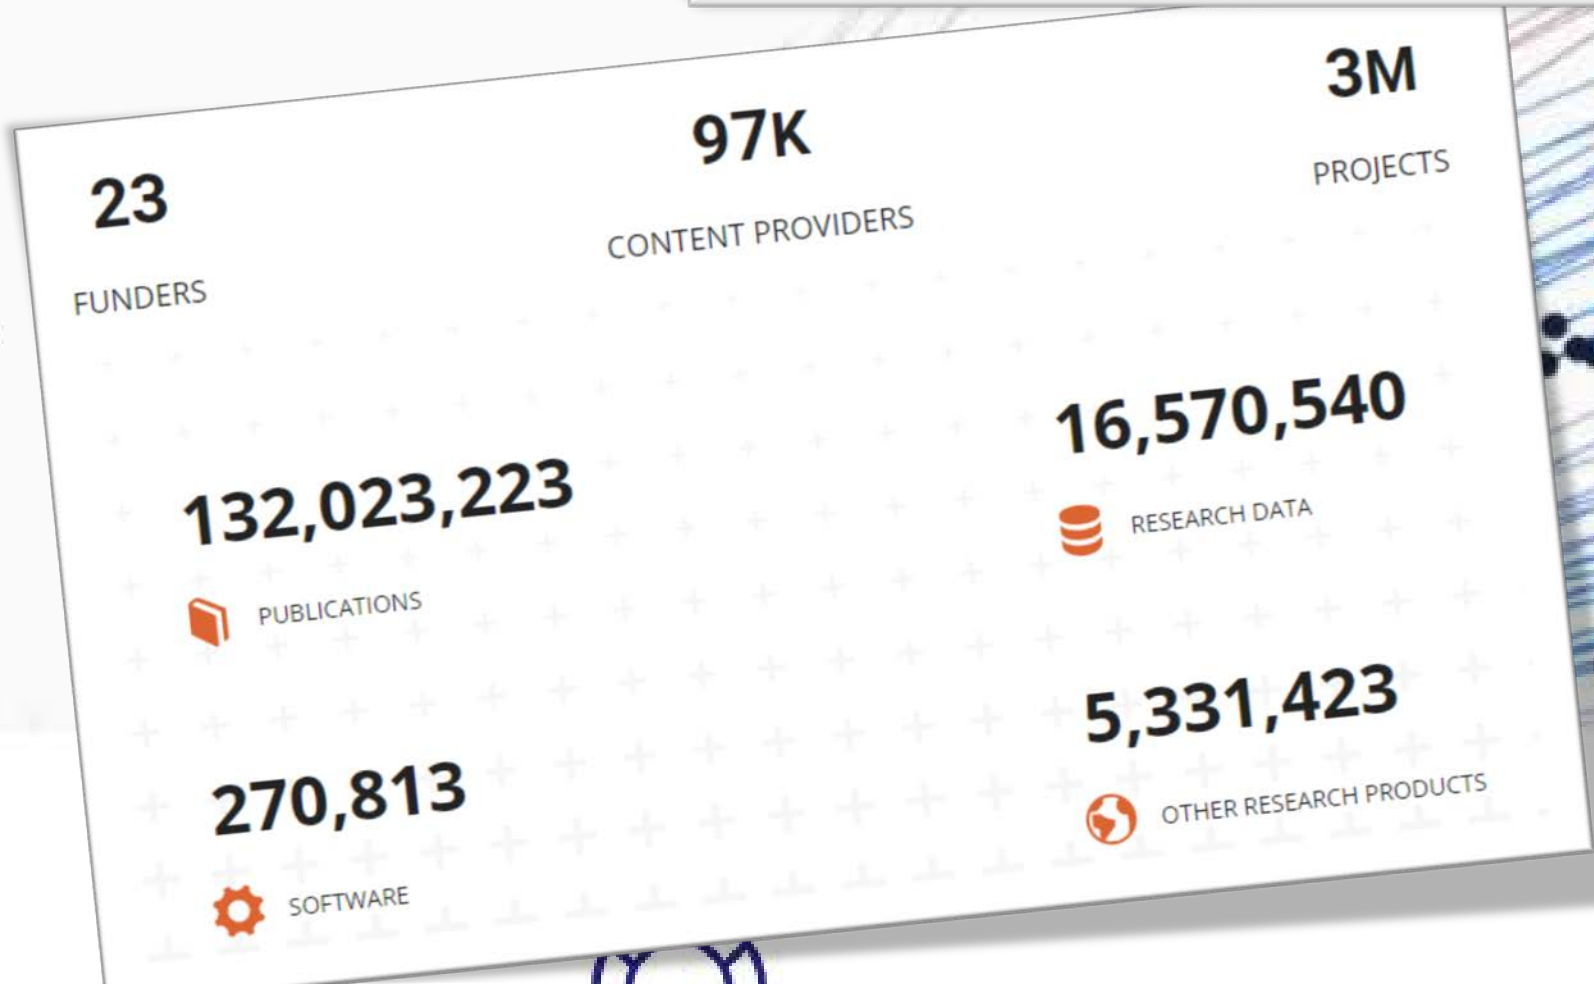 23
FUNDERS
97K
CONTENT PROVIDERS
3M
PROJECTS
132,023,223
PUBLICATIONS
16,570,540
RESEARCH DATA
270,813
SOFTWARE
5,331,423
OTHER RESEARCH PRODUCTS